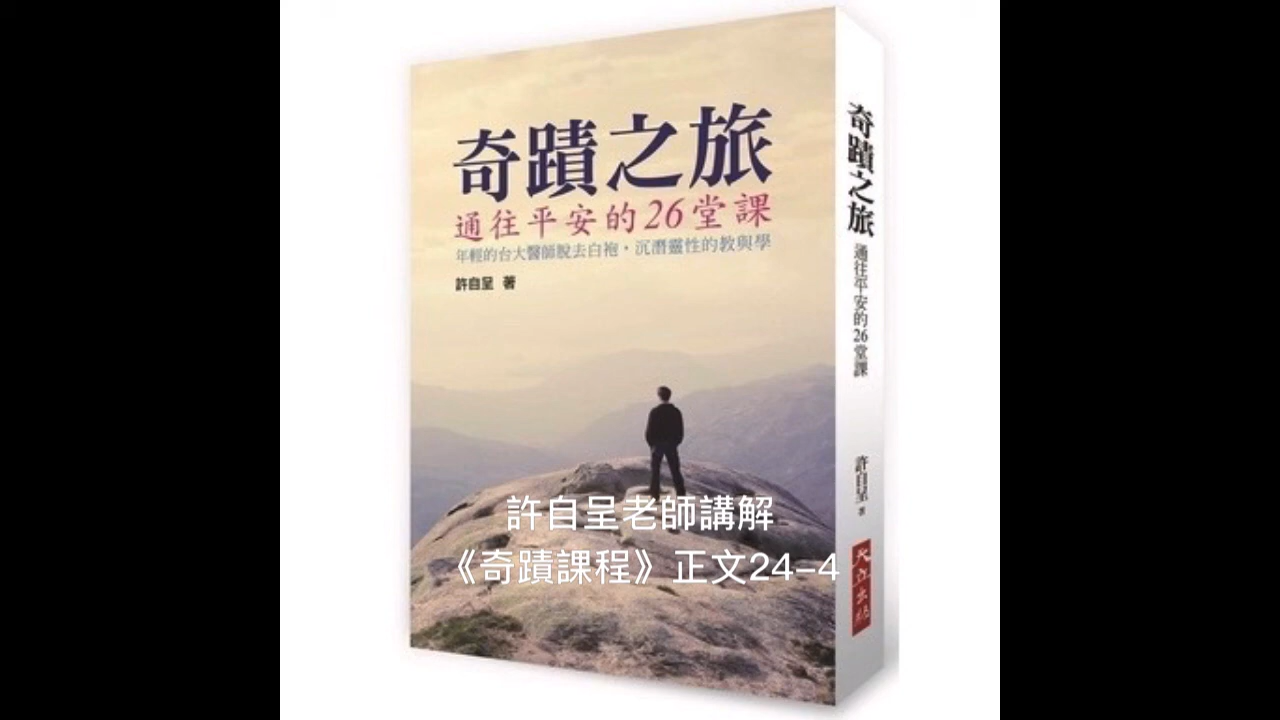 奇蹟之旅
通往平安的26堂課
年輕的台大醫師脫去白袍，沉潛靈性的教與學
許自呈 著
許自呈老師講解
《奇蹟課程》正文24-4
奇蹟之旅
通往平安的26堂課
許自呈 著